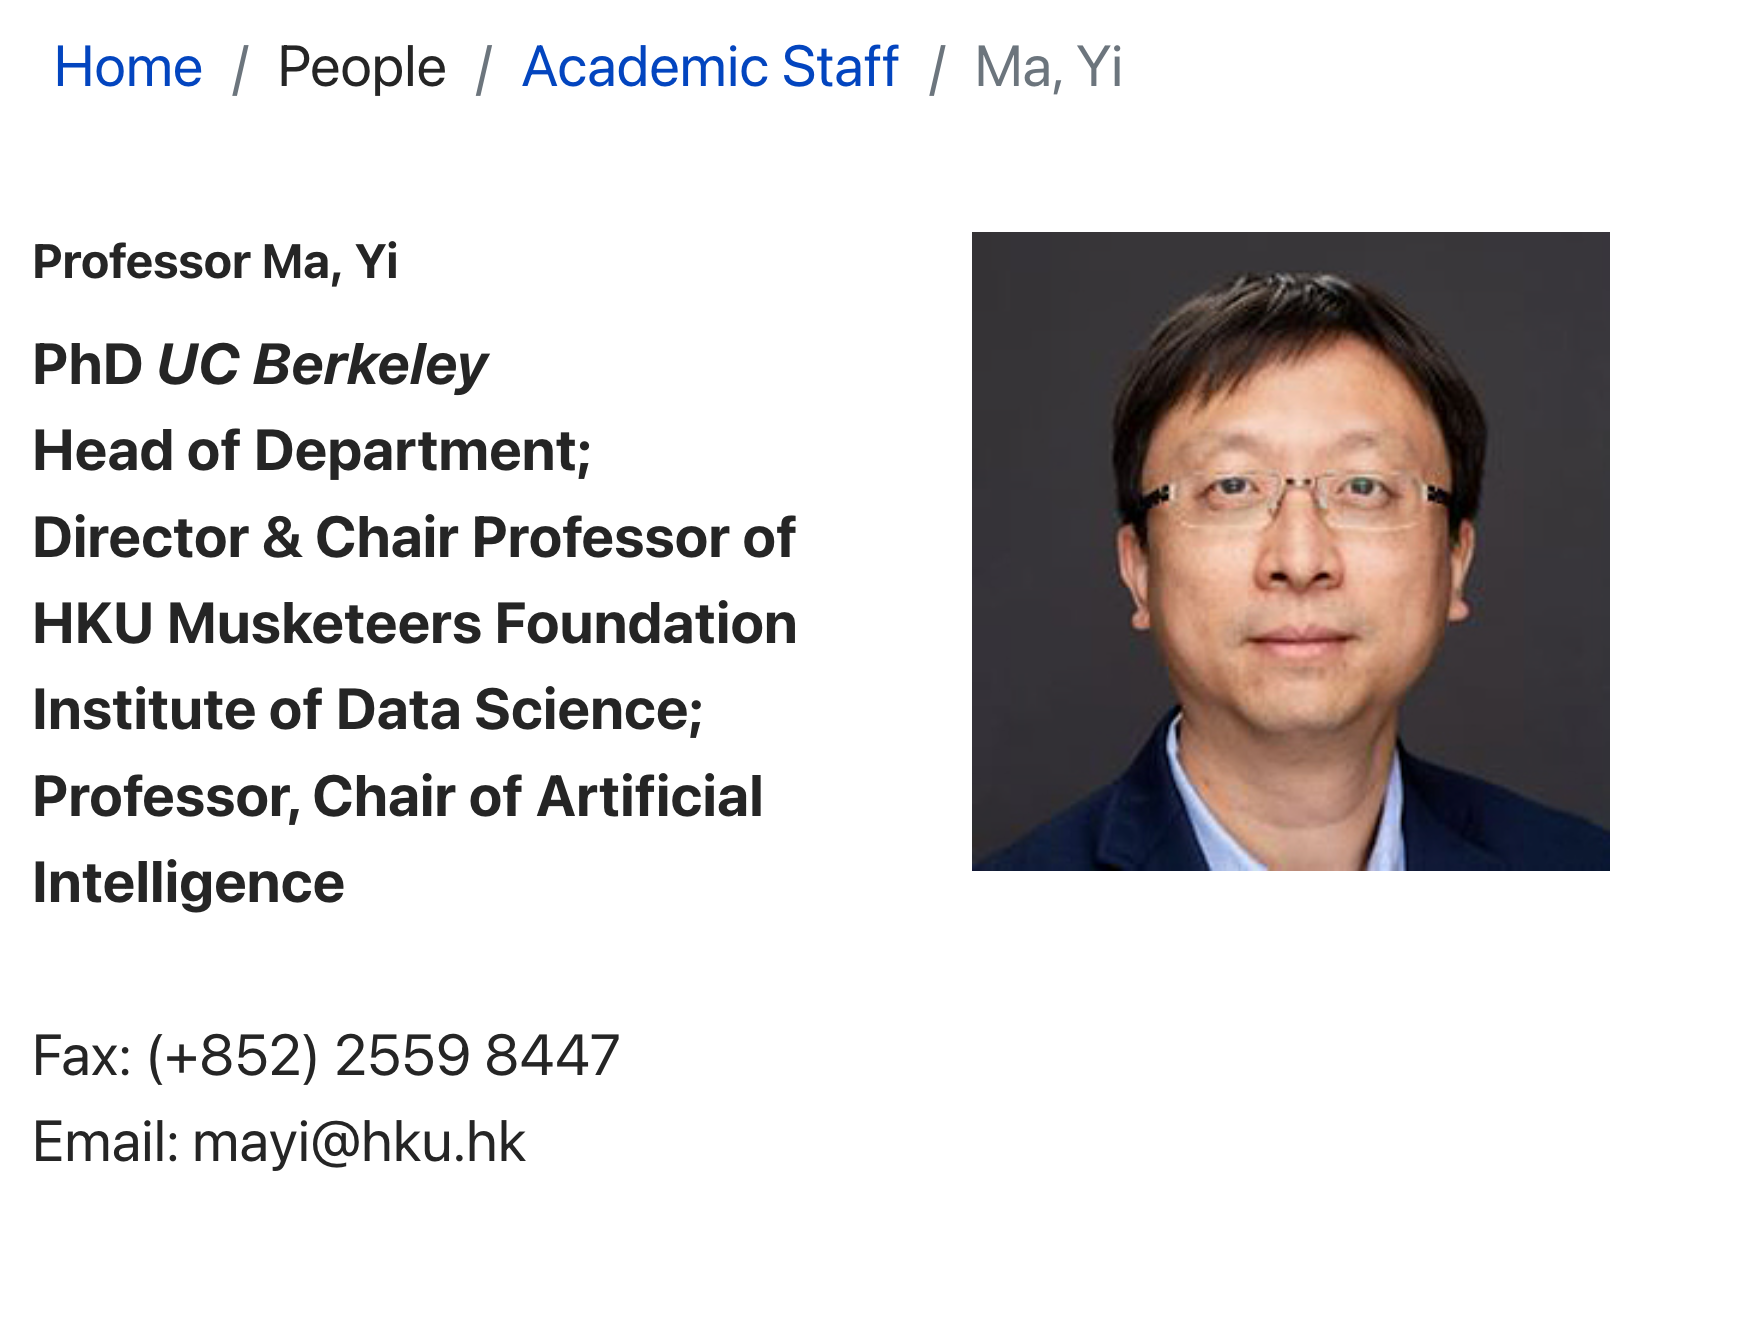 Home / People / Academic Staff / Ma, Yi
Professor Ma, Yi
PhD UC Berkeley
Head of Department;
Director & Chair Professor of
HKU Musketeers Foundation
Institute of Data Science;
Professor, Chair of Artificial
Intelligence
Fax: (+852) 2559 8447
Email: mayi@hku.hk